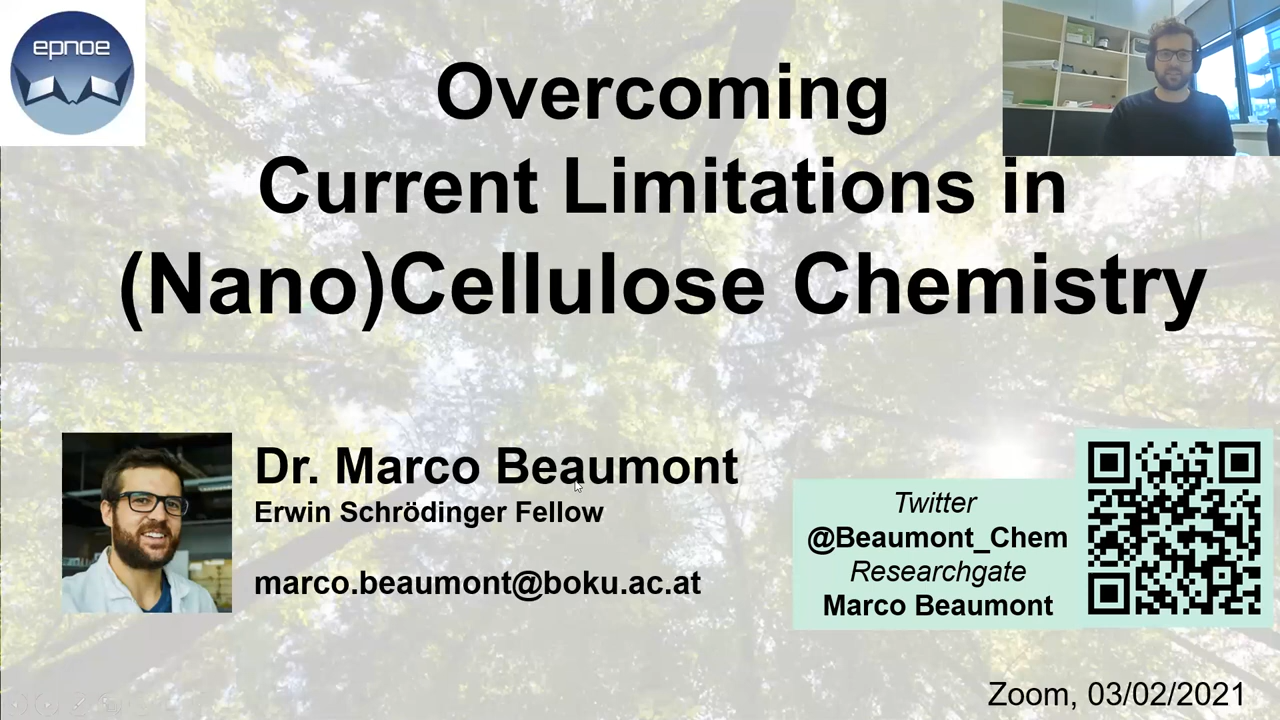 epnoe
Overcoming
Current Limitations in
(Nano)Cellulose Chemistry
Dr. Marco Beaumont
Erwin Schrödinger Fellow
marco.beaumont@boku.ac.at
Twitter
@Beaumont_Chem
Researchgate
Marco Beaumont
Zoom, 03/02/2021